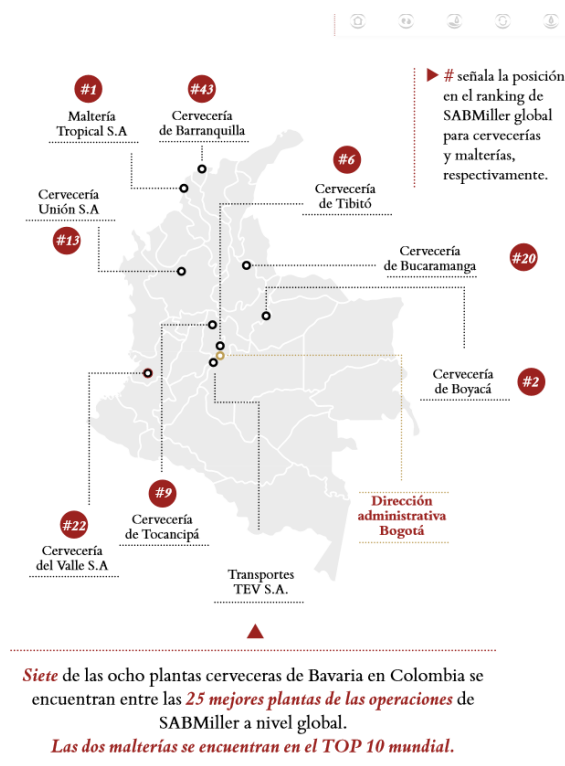 # señala la posición
en el ranking de
SABMiller global
para cervecerías
y malterías,
respectivamente.
#1
Maltería
Tropical S.A
#43
Cervecería
de Barranquilla
#6
Cervecería
de Tibitó
Cervecería
Unión S.A
#13
Cervecería
de Bucaramanga
#20
Cervecería
de Boyacá
#2
#9
Cervecería
de Tocancipá
Dirección
administrativa
Bogotá
#22
Cervecería
del Valle S.A
Transportes
TEV S.A.
Siete de las ocho plantas cerveceras de Bavaria en Colombia se
encuentran entre las 25 mejores plantas de las operaciones de
SABMiller a nivel global.
Las dos malterías se encuentran en el TOP 10 mundial.